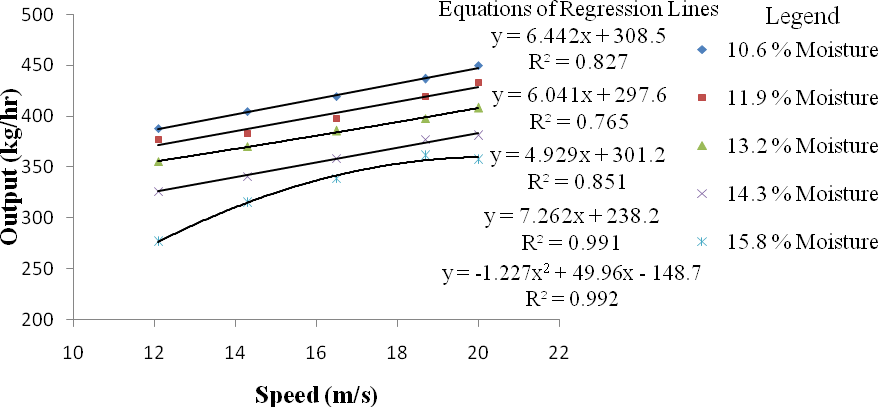 Equations of Regression Lines
y = 6.442x + 308.5
R² = 0.827
y = 6.041x + 297.6
R² = 0.765
y = 4.929x + 301.2
R² = 0.851
y = 7.262x + 238.2
R² = 0.991
y = -1.227x² + 49.96x - 148.7
R² = 0.992
Legend
10.6 % Moisture
11.9 % Moisture
13.2 % Moisture
14.3 % Moisture
15.8 % Moisture
Output (kg/hr)
500
450
400
350
300
250
200
10 12 14 16 18 20 22
Speed (m/s)